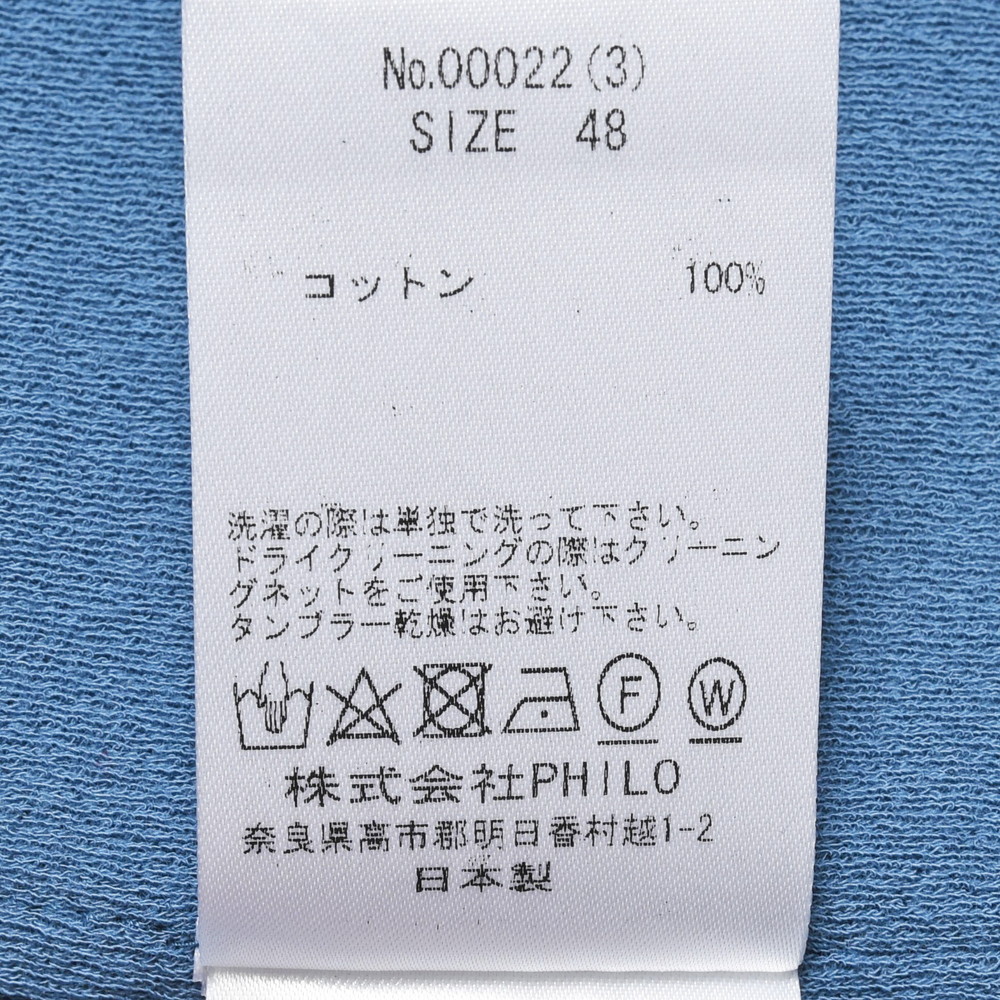 No.00022(3)
SIZE 48
コットン 100%
洗濯の際は単独で洗って下さい。
ドライクリーニングの際はクリーニン
グネットをご使用下さい。
タンブラー乾燥はお避け下さい。
F W
株式会社PHILO
奈良県高市郡明日香村越1-2
日本製